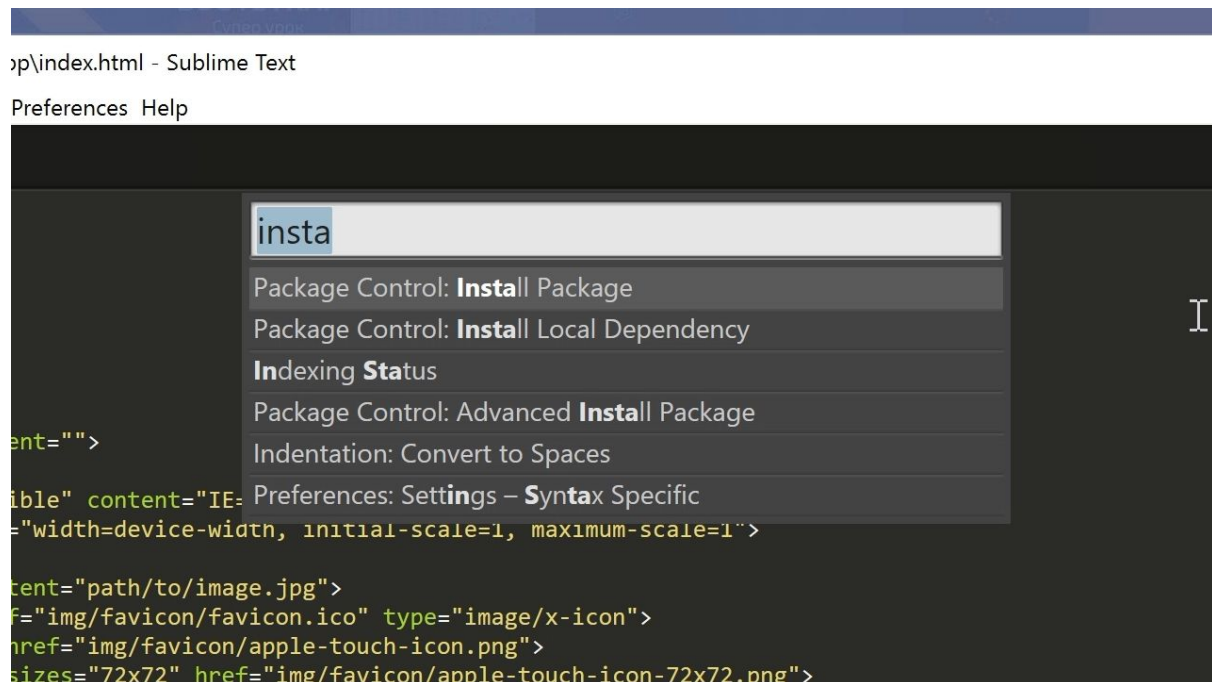 Супер урок
op\index.html - Sublime Text
Preferences Help
insta
Package Control: Install Package
Package Control: Install Local Dependency
Indexing Status
Package Control: Advanced Install Package
Indentation: Convert to Spaces
Preferences: Settings – Syntax Specific
ent="">
ible" content="IE=
="width=device-width, initial-scale=1, maximum-scale=1">
tent="path/to/image.jpg">
f="img/favicon/favicon.ico" type="image/x-icon">
href="img/favicon/apple-touch-icon.png">
sizes="72x72" href="img/favicon/apple-touch-icon-72x72.png">